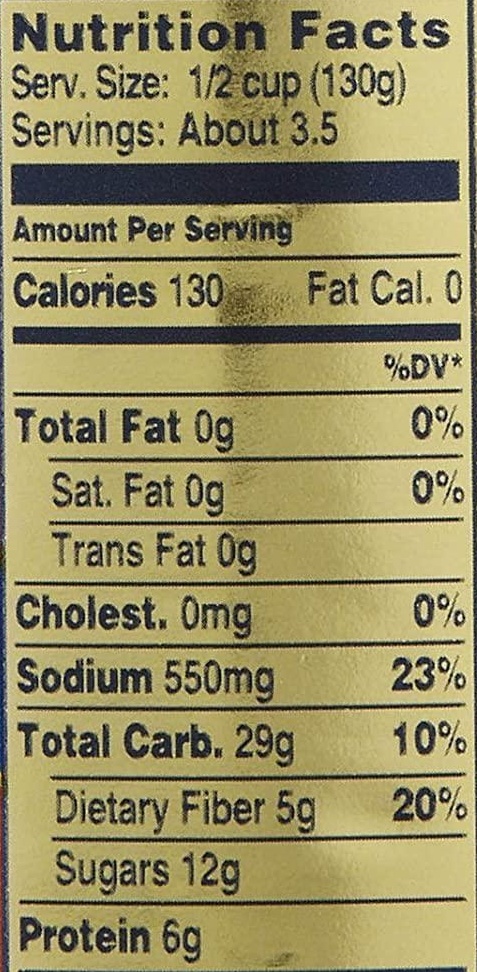 Nutrition Facts
Serv. Size: 1/2 cup (130g)
Servings: About 3.5
Amount Per Serving
Calories 130 Fat Cal. 0
%DV*
Total Fat 0g 0%
Sat. Fat 0g 0%
Trans Fat 0g
Cholest. 0mg 0%
Sodium 550mg 23%
Total Carb. 29g 10%
Dietary Fiber 5g 20%
Sugars 12g
Protein 6g